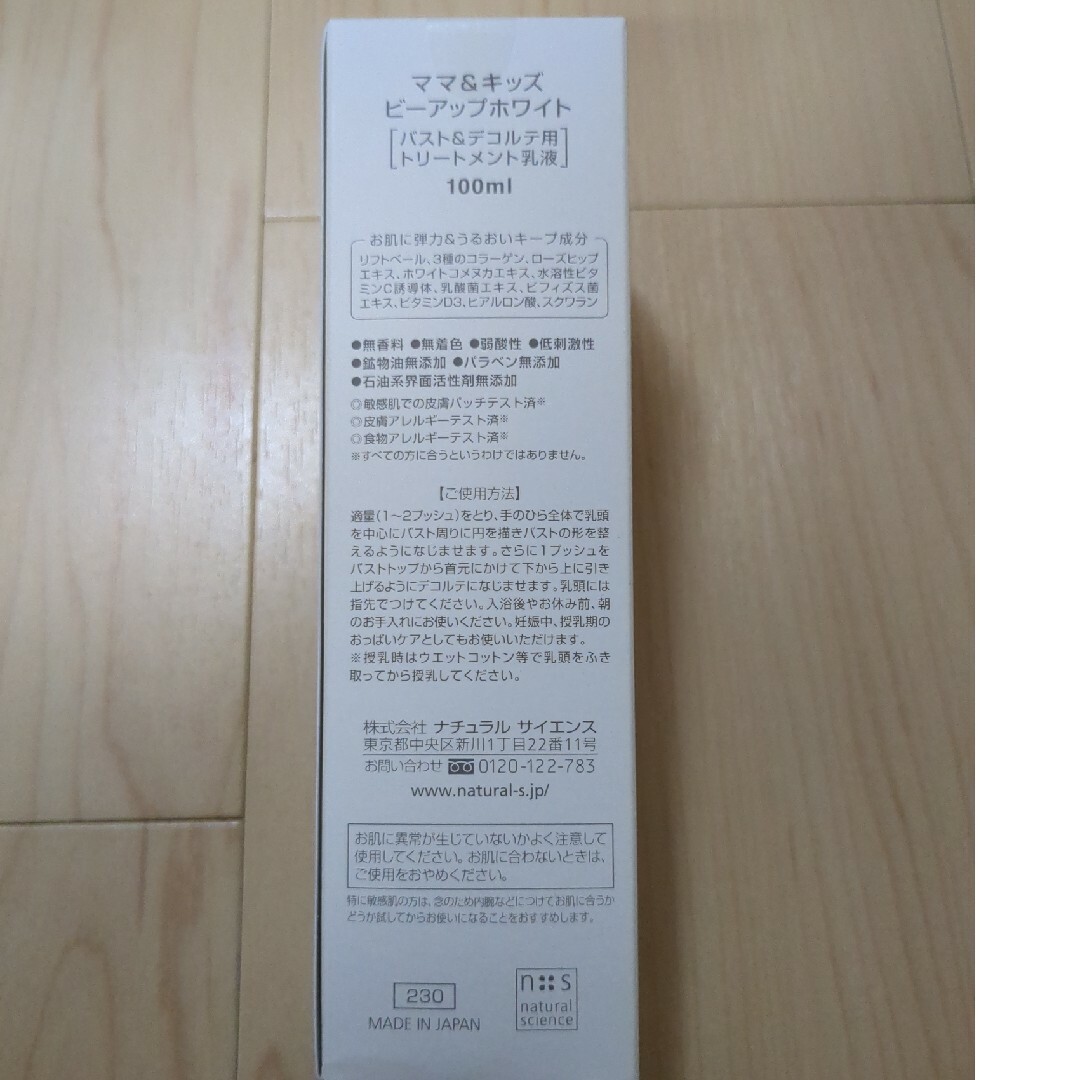 ママ&キッズ
ビーアップホワイト
[バスト&デコルテ用
トリートメント乳液]
100ml
お肌に弾力&うるおいキープ成分
リフトベール、3種のコラーゲン、ローズヒップ
エキス、ホワイトコメヌカエキス、水溶性ビタ
ミンC誘導体、乳酸菌エキス、ビフィズス菌
エキス、ビタミンD3、ヒアルロン酸、スクワラン
●無香料 ●無着色 ●弱酸性 ●低刺激性
●鉱物油無添加 ●パラベン無添加
●石油系界面活性剤無添加
◎敏感肌での皮膚パッチテスト済※
◎皮膚アレルギーテスト済※
◎食物アレルギーテスト済※
※すべての方に合うというわけではありません。
【ご使用方法】
適量(1～2プッシュ)をとり、手のひら全体で乳頭
を中心にバスト周りに円を描きバストの形を整
えるようになじませます。さらに1プッシュを
バストトップから首元にかけて下から上に引き
上げるようにデコルテになじませます。乳頭には
指先でつけてください。入浴後やお休み前、朝
のお手入れにお使いください。妊娠中、授乳期の
おっぱいケアとしてもお使いいただけます。
※授乳時はウエットコットン等で乳頭をふき
取ってから授乳してください。
株式会社 ナチュラル サイエンス
東京都中央区新川1丁目22番11号
お問い合わせ 0120-122-783
www.natural-s.jp/
お肌に異常が生じていないかよく注意して
使用してください。お肌に合わないときは、
ご使用をおやめください。
特に敏感肌の方は、念のため内腕などにつけてお肌に合うか
どうか試してからお使いになることをおすすめします。
230
MADE IN JAPAN
n::s
natural
science